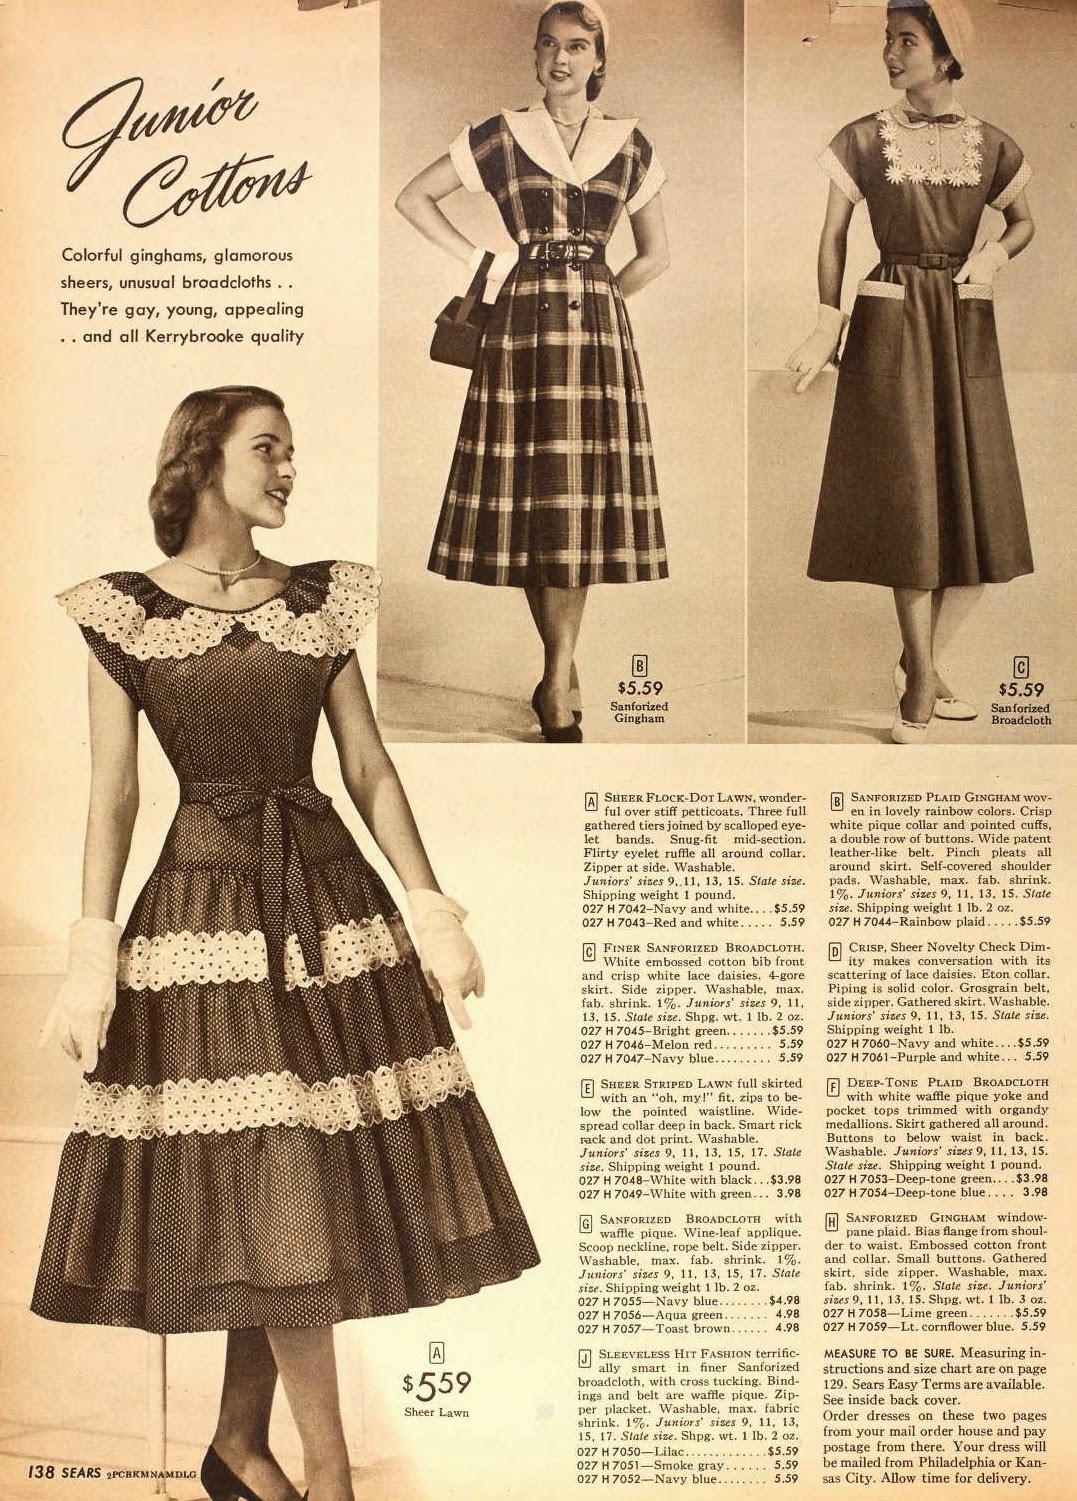 Junior
Cottons
Colorful ginghams, glamorous
sheers, unusual broadcloths . .
They're gay, young, appealing
. . and all Kerrybrooke quality
B
$5.59
Sanforized
Gingham
C
$5.59
Sanforized
Broadcloth
A
$5.59
Sheer Lawn
A SHEER FLOCK-DOT LAWN, wonder-
ful over stiff petticoats. Three full
gathered tiers joined by scalloped eye-
let bands. Snug-fit mid-section.
Flirty eyelet ruffle all around collar.
Zipper at side. Washable.
Juniors' sizes 9, 11, 13, 15. State size.
Shipping weight 1 pound.
027 H 7042—Navy and white....$5.59
027 H 7043—Red and white..... 5.59
C FINER SANFORIZED BROADCLOTH.
White embossed cotton bib front
and crisp white lace daisies. 4-gore
skirt. Side zipper. Washable, max.
fab. shrink. 1%. Juniors' sizes 9, 11,
13, 15. State size. Shpg. wt. 1 lb. 2 oz.
027 H 7045—Bright green.......$5.59
027 H 7046—Melon red......... 5.59
027 H 7047—Navy blue......... 5.59
E SHEER STRIPED LAWN full skirted
with an "oh, my!" fit, zips to be-
low the pointed waistline. Wide-
spread collar deep in back. Smart rick
rack and dot print. Washable.
Juniors' sizes 9, 11, 13, 15, 17. State
size. Shipping weight 1 pound.
027 H 7048—White with black...$3.98
027 H 7049—White with green... 3.98
G SANFORIZED BROADCLOTH with
waffle pique. Wine-leaf applique.
Scoop neckline, rope belt. Side zipper.
Washable, max. fab. shrink. 1%.
Juniors' sizes 9, 11, 13, 15, 17. State
size. Shipping weight 1 lb. 2 oz.
027 H 7055—Navy blue........$4.98
027 H 7056—Aqua green....... 4.98
027 H 7057—Toast brown...... 4.98
J SLEEVELESS HIT FASHION terrific-
ally smart in finer Sanforized
broadcloth, with cross tucking. Bind-
ings and belt are waffle pique. Zip-
per placket. Washable, max. fabric
shrink. 1%. Juniors' sizes 9, 11, 13,
15, 17. State size. Shpg. wt. 1 lb. 2 oz.
027 H 7050—Lilac............$5.59
027 H 7051—Smoke gray...... 5.59
027 H 7052—Navy blue........ 5.59
B SANFORIZED PLAID GINGHAM wov-
en in lovely rainbow colors. Crisp
white pique collar and pointed cuffs,
a double row of buttons. Wide patent
leather-like belt. Pinch pleats all
around skirt. Self-covered shoulder
pads. Washable, max. fab. shrink.
1%. Juniors' sizes 9, 11, 13, 15. State
size. Shipping weight 1 lb. 2 oz.
027 H 7044—Rainbow plaid.....$5.59
D CRISP, Sheer Novelty Check Dim-
ity makes conversation with its
scattering of lace daisies. Eton collar.
Piping is solid color. Grosgrain belt,
side zipper. Gathered skirt. Washable.
Juniors' sizes 9, 11, 13, 15. State size.
Shipping weight 1 lb.
027 H 7060—Navy and white....$5.59
027 H 7061—Purple and white... 5.59
F DEEP-TONE PLAID BROADCLOTH
with white waffle pique yoke and
pocket tops trimmed with organdy
medallions. Skirt gathered all around.
Buttons to below waist in back.
Washable. Juniors' sizes 9, 11, 13, 15.
State size. Shipping weight 1 pound.
027 H 7053—Deep-tone green....$3.98
027 H 7054—Deep-tone blue.... 3.98
H SANFORIZED GINGHAM window-
pane plaid. Bias flange from shoul-
der to waist. Embossed cotton front
and collar. Small buttons. Gathered
skirt, side zipper. Washable, max.
fab. shrink. 1%. State size. Juniors'
sizes 9, 11, 13, 15. Shpg. wt. 1 lb. 3 oz.
027 H 7058—Lime green.......$5.59
027 H 7059—Lt. cornflower blue. 5.59
MEASURE TO BE SURE. Measuring in-
structions and size chart are on page
129. Sears Easy Terms are available.
See inside back cover.
Order dresses on these two pages
from your mail order house and pay
postage from there. Your dress will
be mailed from Philadelphia or Kan-
sas City. Allow time for delivery.
138 SEARS 2PCBKMNAMDLG